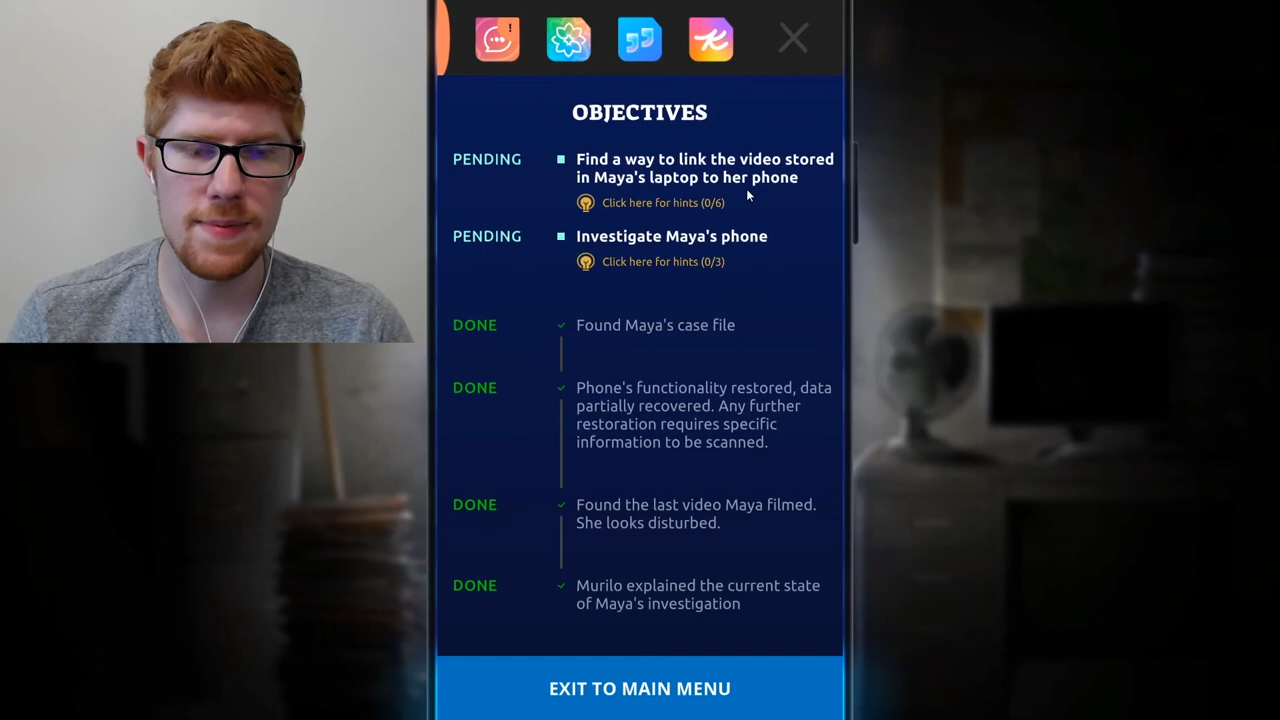 OBJECTIVES
PENDING
Find a way to link the video stored
in Maya's laptop to her phone
Click here for hints (0/6)
PENDING
Investigate Maya's phone
Click here for hints (0/3)
DONE
Found Maya's case file
DONE
Phone's functionality restored, data
partially recovered. Any further
restoration requires specific
information to be scanned.
DONE
Found the last video Maya filmed.
She looks disturbed.
DONE
Murilo explained the current state
of Maya's investigation
EXIT TO MAIN MENU